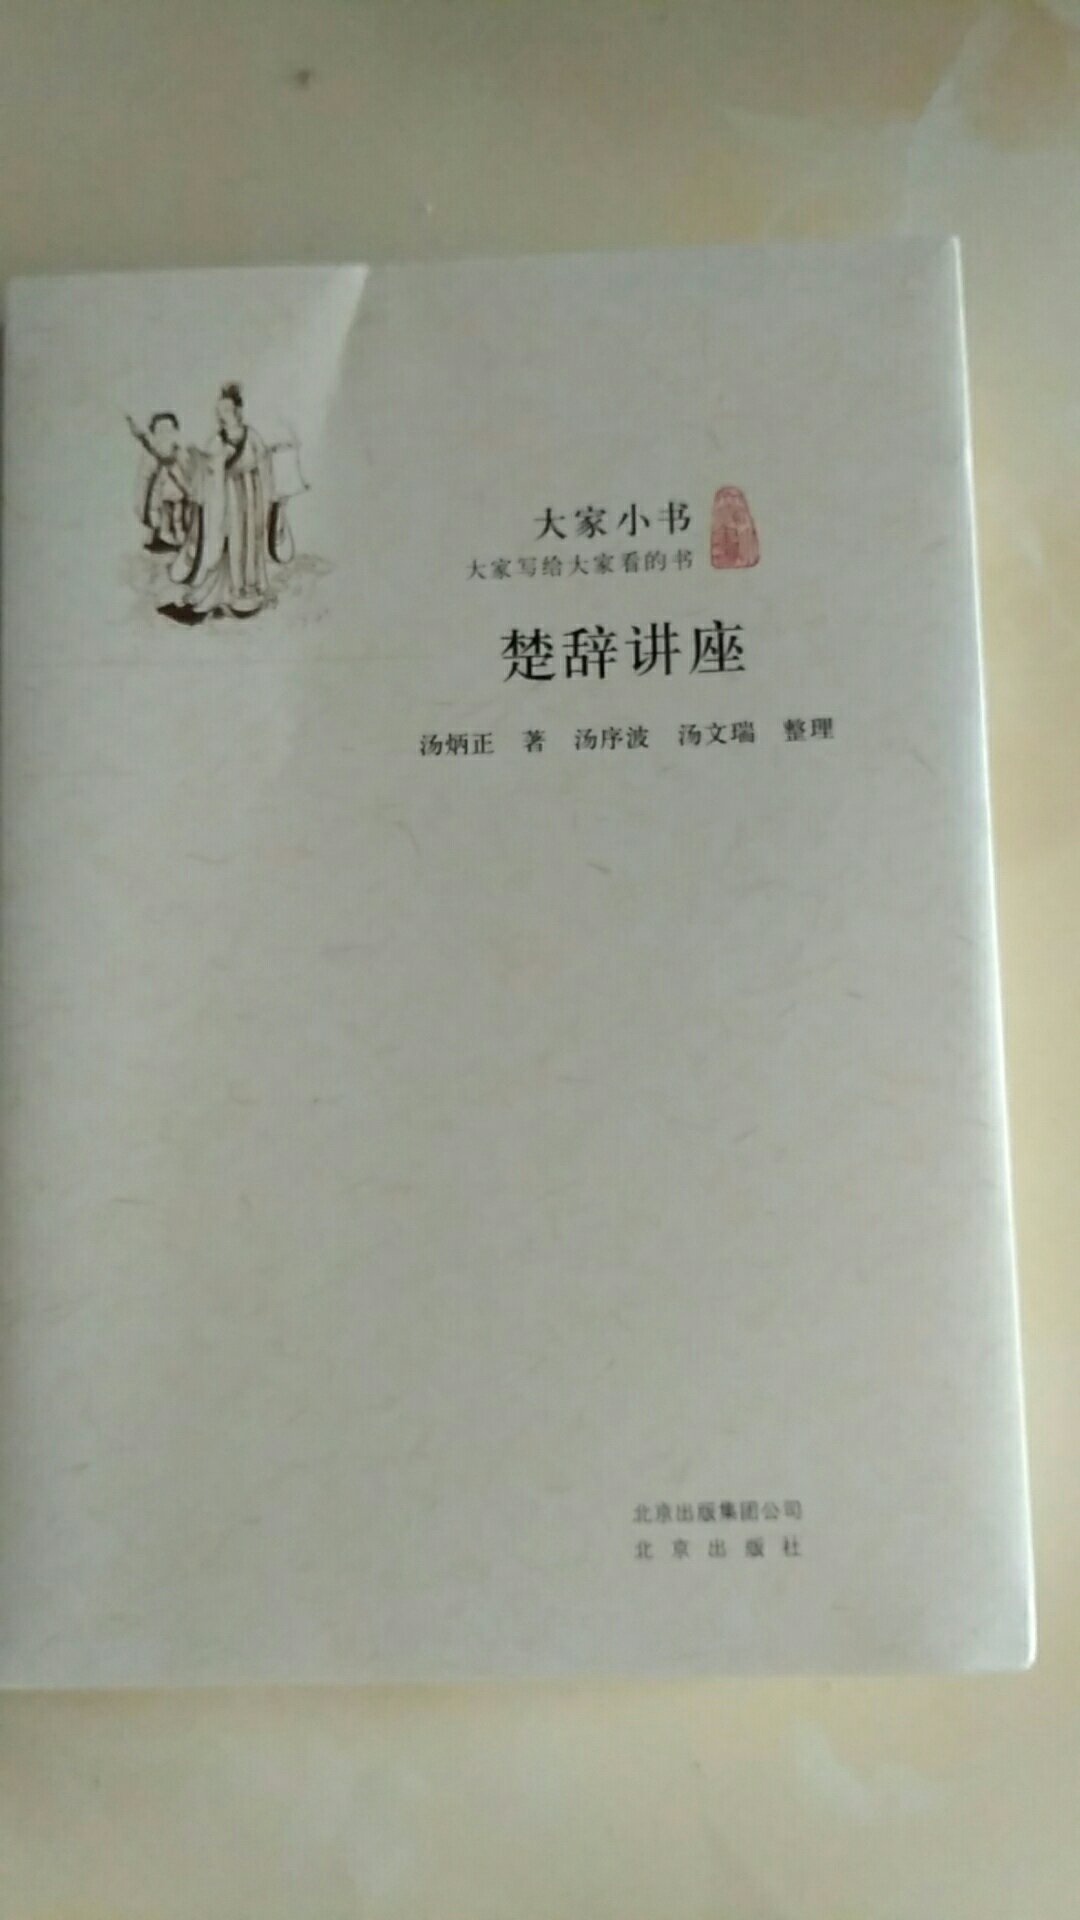 大家小书
大家写给大家看的书
楚辞讲座
汤炳正 著 汤序波 汤文瑞 整理
北京出版集团公司
北京出版社